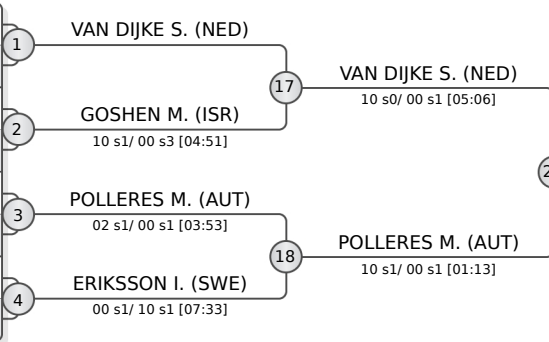 1
VAN DIJKE S. (NED)
17
VAN DIJKE S. (NED)
10 s0/ 00 s1 [05:06]
2
GOSHEN M. (ISR)
10 s1/ 00 s3 [04:51]
3
POLLERES M. (AUT)
02 s1/ 00 s1 [03:53]
18
POLLERES M. (AUT)
10 s1/ 00 s1 [01:13]
4
ERIKSSON I. (SWE)
00 s1/ 10 s1 [07:33]